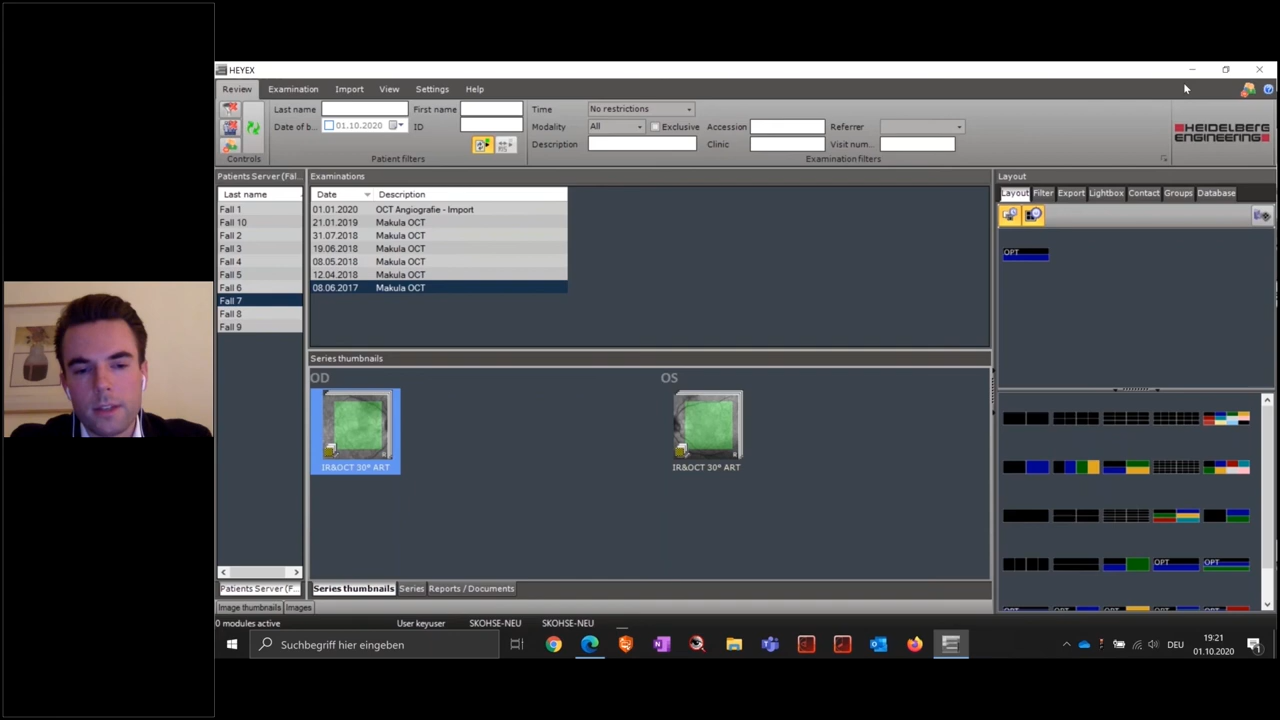 HEYEX
Review Examination Import View Settings Help
Last name First name Time No restrictions
Date of b... 01.10.2020 ID Modality All Exclusive Accession Referrer
Description Clinic Visit num...
Controls Patient filters Examination filters
HEIDELBERG
ENGINEERING
Patients Server (Fäl... Examinations Layout
Last name Date Description Layout Filter Export Lightbox Contact Groups Database
Fall 1 01.01.2020 OCT Angiografie - Import
Fall 10 21.01.2019 Makula OCT
Fall 2 31.07.2018 Makula OCT
Fall 3 19.06.2018 Makula OCT
Fall 4 08.05.2018 Makula OCT
Fall 5 12.04.2018 Makula OCT
Fall 6 08.06.2017 Makula OCT
Fall 7
Fall 8
Fall 9
OPT
Series thumbnails
OD OS
IR&OCT 30° ART IR&OCT 30° ART
OPT OPT
Patients Server (F... Series thumbnails Series Reports / Documents
Image thumbnails Images
0 modules active User keyuser SKOHSE-NEU SKOHSE-NEU
Suchbegriff hier eingeben DEU 19:21
01.10.2020